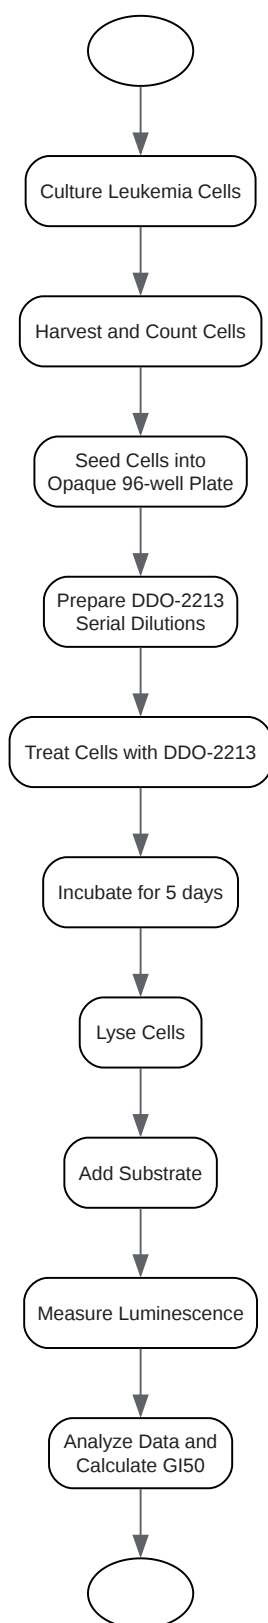 Culture Leukemia Cells
Harvest and Count Cells
Seed Cells into
Opaque 96-well Plate
Prepare DDO-2213
Serial Dilutions
Treat Cells with DDO-2213
Incubate for 5 days
Lyse Cells
Add Substrate
Measure Luminescence
Analyze Data and
Calculate GI50